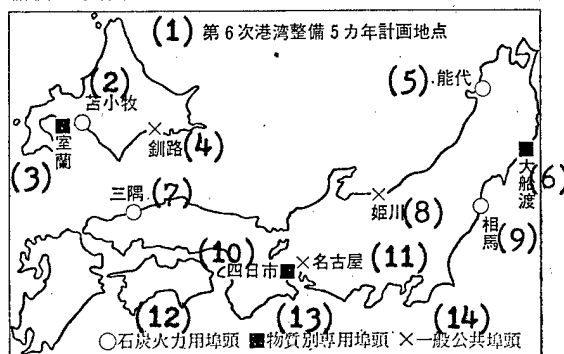 (1) 第6次港湾整備5カ年計画地点
(2) 苫小牧
(3) 室蘭
(4) 釧路
(5) 能代
(6) 大船渡
(7) 三隅
(8) 姫川
(9) 相馬
(10) 四日市
(11) 名古屋
(12) ○石炭火力用埠頭
(13) ■物質別専用埠頭
(14) ×一般公共埠頭